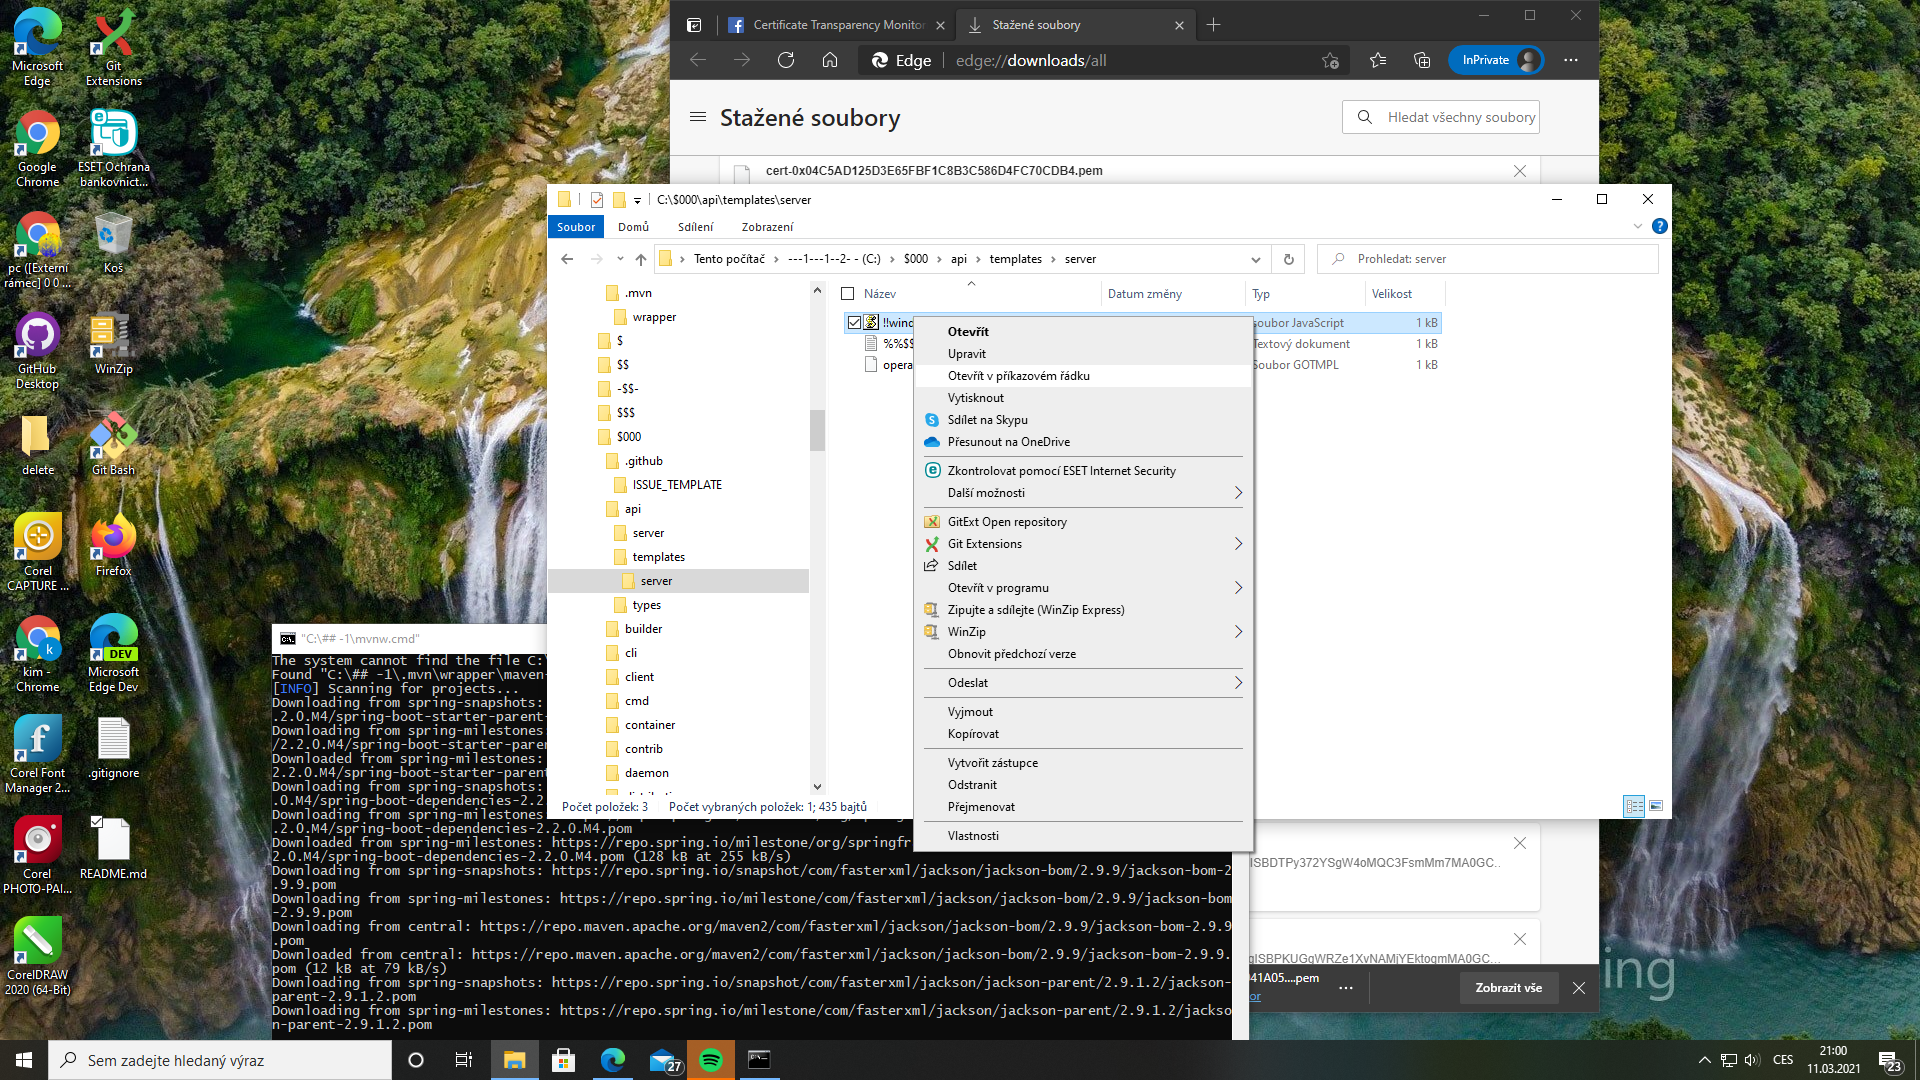 Microsoft
Edge
Git
Extensions
Google
Chrome
ESET Ochrana
bankovnict...
pc ([Externí
rámec] 0 0 ...
Koš
GitHub
Desktop
WinZip
delete
Git Bash
Corel
CAPTURE ...
Firefox
kim -
Chrome
Microsoft
Edge Dev
DEV
Corel Font
Manager 2...
.gitignore
Corel
PHOTO-PAI...
README.md
CorelDRAW
2020 (64-Bit)
Certificate Transparency Monitor
Stažené soubory
Edge
edge://downloads/all
InPrivate
Stažené soubory
Hledat všechny soubory
cert-0x04C5AD125D3E65FBF1C8B3C586D4FC70CDB4.pem
C:\$000\api\templates\server
Soubor
Domů
Sdílení
Zobrazení
Tento počítač
---1---1--2- - (C:)
$000
api
templates
server
Prohledat: server
.mvn
wrapper
$
$$
-$$-
$$$
$000
.github
ISSUE_TEMPLATE
api
server
templates
server
types
builder
cli
client
cmd
container
contrib
daemon
Název
Datum změny
Typ
Velikost
!!wind
soubor JavaScript
1 kB
%%$$
Textový dokument
1 kB
opera
Soubor GOTMPL
1 kB
Otevřít
Upravit
Otevřít v příkazovém řádku
Vytisknout
Sdílet na Skypu
Přesunout na OneDrive
Zkontrolovat pomocí ESET Internet Security
Další možnosti
GitExt Open repository
Git Extensions
Sdílet
Otevřít v programu
Zipujte a sdílejte (WinZip Express)
WinZip
Obnovit předchozí verze
Odeslat
Vyjmout
Kopírovat
Vytvořit zástupce
Odstranit
Přejmenovat
Vlastnosti
Počet položek: 3
Počet vybraných položek: 1; 435 bajtů
"C:\## -1\mvnw.cmd"
The system cannot find the file C:\
Found "C:\## -1\.mvn\wrapper\maven-
[INFO] Scanning for projects...
Downloading from spring-snapshots:
.2.0.M4/spring-boot-starter-parent-
Downloading from spring-milestones
/2.2.0.M4/spring-boot-starter-paren
Downloaded from spring-milestones:
2.2.0.M4/spring-boot-starter-parent
Downloading from spring-snapshots:
.0.M4/spring-boot-dependencies-2.2
Downloading from spring-milestones
.2.0.M4/spring-boot-dependencies-2.2.0.M4.pom
Downloaded from spring-milestones: https://repo.spring.io/milestone/org/springfr
2.0.M4/spring-boot-dependencies-2.2.0.M4.pom (128 kB at 255 kB/s)
Downloading from spring-snapshots: https://repo.spring.io/snapshot/com/fasterxml/jackson/jackson-bom/2.9.9/jackson-bom-2
.9.9.pom
Downloading from spring-milestones: https://repo.spring.io/milestone/com/fasterxml/jackson/jackson-bom/2.9.9/jackson-bom
-2.9.9.pom
Downloading from central: https://repo.maven.apache.org/maven2/com/fasterxml/jackson/jackson-bom/2.9.9/jackson-bom-2.9.9
.pom
Downloaded from central: https://repo.maven.apache.org/maven2/com/fasterxml/jackson/jackson-bom/2.9.9/jackson-bom-2.9.9.
pom (12 kB at 79 kB/s)
Downloading from spring-snapshots: https://repo.spring.io/snapshot/com/fasterxml/jackson/jackson-parent/2.9.1.2/jackson-
parent-2.9.1.2.pom
Downloading from spring-milestones: https://repo.spring.io/milestone/com/fasterxml/jackson/jackson-parent/2.9.1.2/jackso
n-parent-2.9.1.2.pom
ISBDTPy372YSgW4oMQC3FsmMm7MA0GC...
gISBPKUGgWRZe1XvNAMjYEktogmMA0GC...
041A05....pem
Zobrazit vše
ing
Sem zadejte hledaný výraz
27
CES
21:00
11.03.2021
23